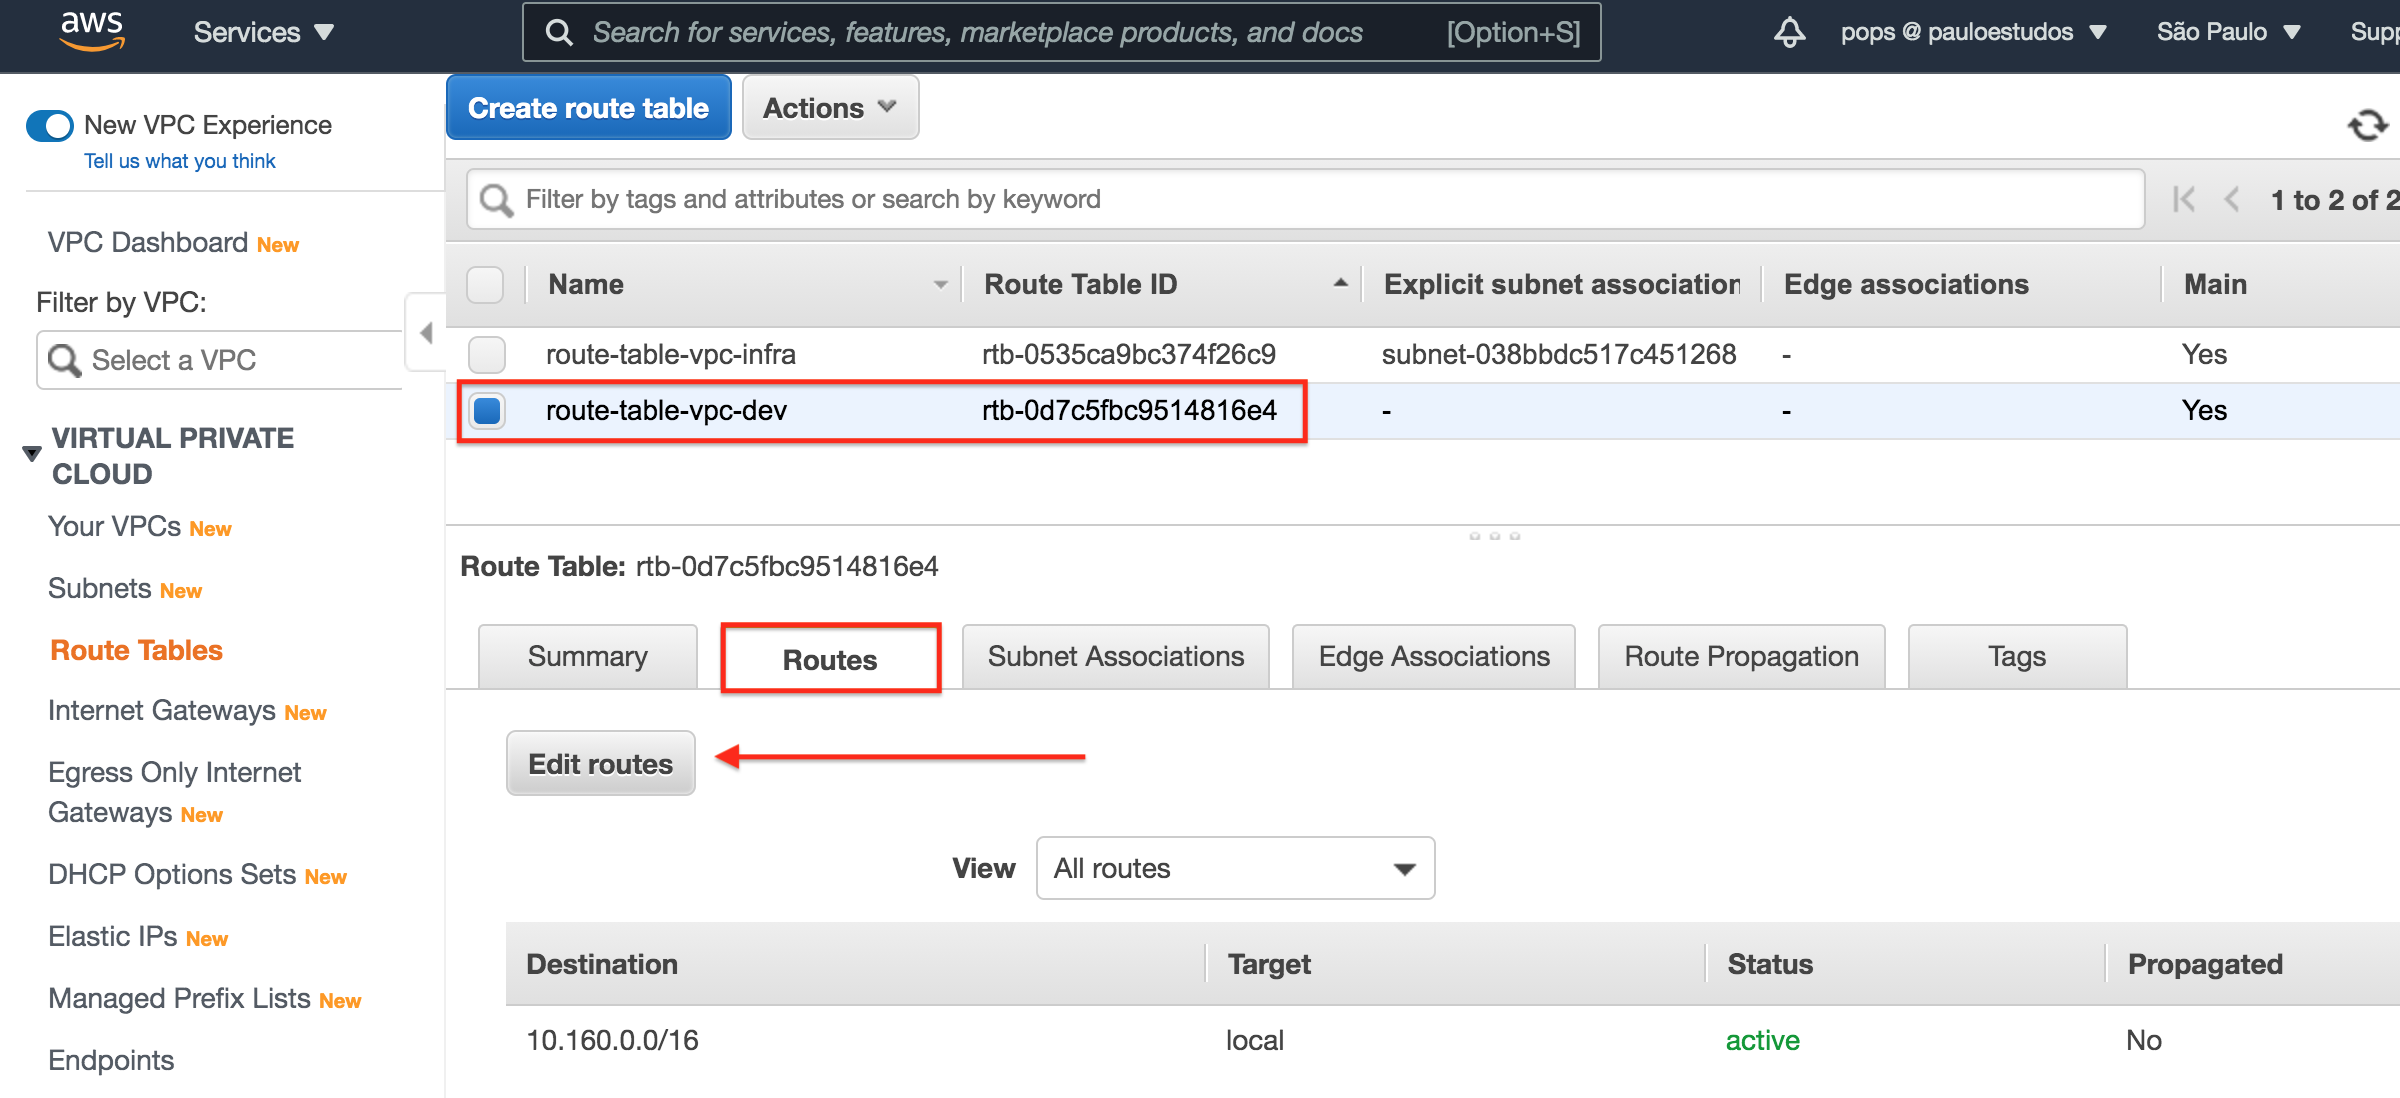 aws Services Search for services, features, marketplace products, and docs [Option+S] pops @ pauloestudos São Paulo Supp
New VPC Experience
Tell us what you think
VPC Dashboard New
Filter by VPC:
Select a VPC
VIRTUAL PRIVATE
CLOUD
Your VPCs New
Subnets New
Route Tables
Internet Gateways New
Egress Only Internet
Gateways New
DHCP Options Sets New
Elastic IPs New
Managed Prefix Lists New
Endpoints
Create route table Actions
Filter by tags and attributes or search by keyword 1 to 2 of 2
Name Route Table ID Explicit subnet association Edge associations Main
route-table-vpc-infra rtb-0535ca9bc374f26c9 subnet-038bbdc517c451268 - Yes
route-table-vpc-dev rtb-0d7c5fbc9514816e4 - - Yes
Route Table: rtb-0d7c5fbc9514816e4
Summary Routes Subnet Associations Edge Associations Route Propagation Tags
Edit routes
View All routes
Destination Target Status Propagated
10.160.0.0/16 local active No